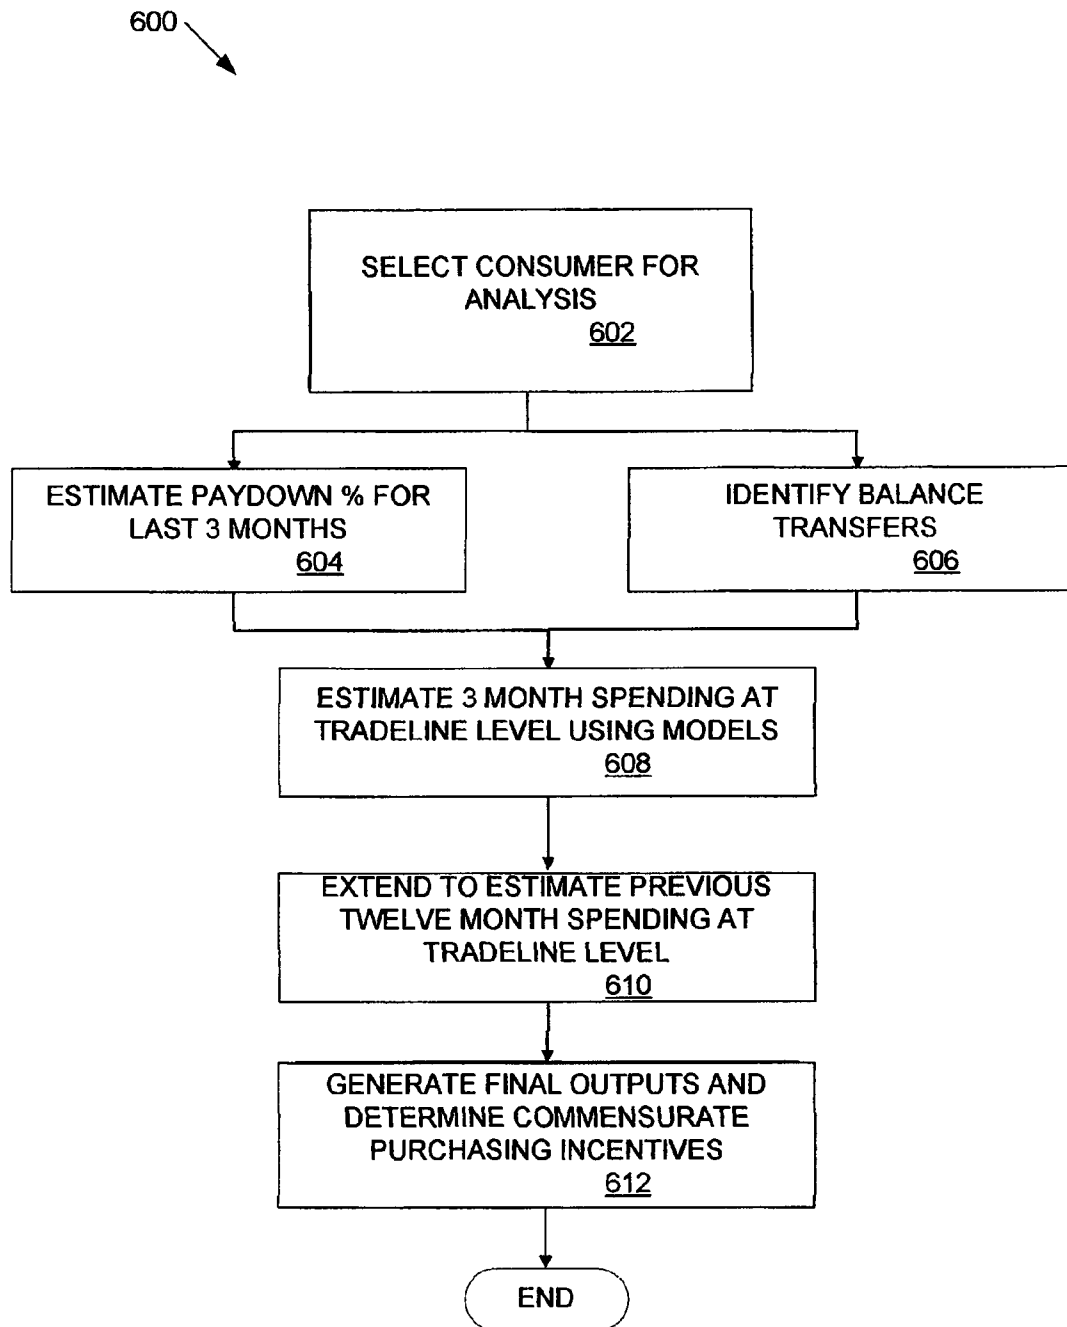 600
SELECT CONSUMER FOR
ANALYSIS
602
ESTIMATE PAYDOWN % FOR
LAST 3 MONTHS
604
IDENTIFY BALANCE
TRANSFERS
606
ESTIMATE 3 MONTH SPENDING AT
TRADELINE LEVEL USING MODELS
608
EXTEND TO ESTIMATE PREVIOUS
TWELVE MONTH SPENDING AT
TRADELINE LEVEL
610
GENERATE FINAL OUTPUTS AND
DETERMINE COMMENSURATE
PURCHASING INCENTIVES
612
END